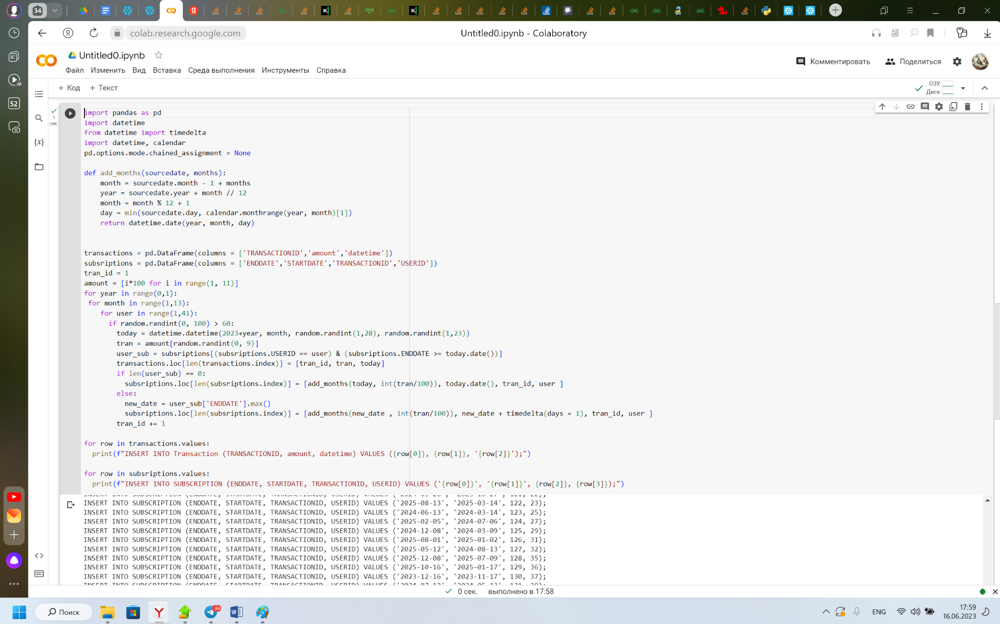 34
colab.research.google.com
Untitled0.ipynb - Colaboratory
Untitled0.ipynb
Файл Изменить Вид Вставка Среда выполнения Инструменты Справка
Комментировать
Поделиться
+ Код + Текст
ОЗУ
Диск
52
1
сек.
{x}
import pandas as pd
import datetime
from datetime import timedelta
import datetime, calendar
pd.options.mode.chained_assignment = None
def add_months(sourcedate, months):
month = sourcedate.month - 1 + months
year = sourcedate.year + month // 12
month = month % 12 + 1
day = min(sourcedate.day, calendar.monthrange(year, month)[1])
return datetime.date(year, month, day)
transactions = pd.DataFrame(columns = ['TRANSACTIONID','amount','datetime'])
subsriptions = pd.DataFrame(columns = ['ENDDATE','STARTDATE','TRANSACTIONID','USERID'])
tran_id = 1
amount = [i*100 for i in range(1, 11)]
for year in range(0,1):
for month in range(1,13):
for user in range(1,41):
if random.randint(0, 100) > 60:
today = datetime.datetime(2023+year, month, random.randint(1,28), random.randint(1,23))
tran = amount[random.randint(0, 9)]
user_sub = subsriptions[(subsriptions.USERID == user) & (subsriptions.ENDDATE >= today.date())]
transactions.loc[len(transactions.index)] = [tran_id, tran, today]
if len(user_sub) == 0:
subsriptions.loc[len(subsriptions.index)] = [add_months(today, int(tran/100)), today.date(), tran_id, user ]
else:
new_date = user_sub['ENDDATE'].max()
subsriptions.loc[len(subsriptions.index)] = [add_months(new_date , int(tran/100)), new_date + timedelta(days = 1), tran_id, user ]
tran_id += 1
for row in transactions.values:
print(f"INSERT INTO Transaction (TRANSACTIONID, amount, datetime) VALUES ({row[0]}, {row[1]}, '{row[2]}');")
for row in subsriptions.values:
print(f"INSERT INTO SUBSCRIPTION (ENDDATE, STARTDATE, TRANSACTIONID, USERID) VALUES ('{row[0]}', '{row[1]}', {row[2]}, {row[3]});")
INSERT INTO SUBSCRIPTION (ENDDATE, STARTDATE, TRANSACTIONID, USERID) VALUES ('2025-08-13', '2025-03-14', 122, 23);
INSERT INTO SUBSCRIPTION (ENDDATE, STARTDATE, TRANSACTIONID, USERID) VALUES ('2024-06-13', '2024-03-14', 123, 25);
INSERT INTO SUBSCRIPTION (ENDDATE, STARTDATE, TRANSACTIONID, USERID) VALUES ('2025-02-05', '2024-07-06', 124, 27);
INSERT INTO SUBSCRIPTION (ENDDATE, STARTDATE, TRANSACTIONID, USERID) VALUES ('2024-12-08', '2024-03-09', 125, 29);
INSERT INTO SUBSCRIPTION (ENDDATE, STARTDATE, TRANSACTIONID, USERID) VALUES ('2025-08-01', '2025-01-02', 126, 31);
INSERT INTO SUBSCRIPTION (ENDDATE, STARTDATE, TRANSACTIONID, USERID) VALUES ('2025-05-12', '2024-08-13', 127, 32);
INSERT INTO SUBSCRIPTION (ENDDATE, STARTDATE, TRANSACTIONID, USERID) VALUES ('2025-12-08', '2025-07-09', 128, 35);
INSERT INTO SUBSCRIPTION (ENDDATE, STARTDATE, TRANSACTIONID, USERID) VALUES ('2025-10-16', '2025-01-17', 129, 36);
INSERT INTO SUBSCRIPTION (ENDDATE, STARTDATE, TRANSACTIONID, USERID) VALUES ('2023-12-16', '2023-11-17', 130, 37);
0 сек. выполнено в 17:58
Поиск
84
ENG
17:59
16.06.2023